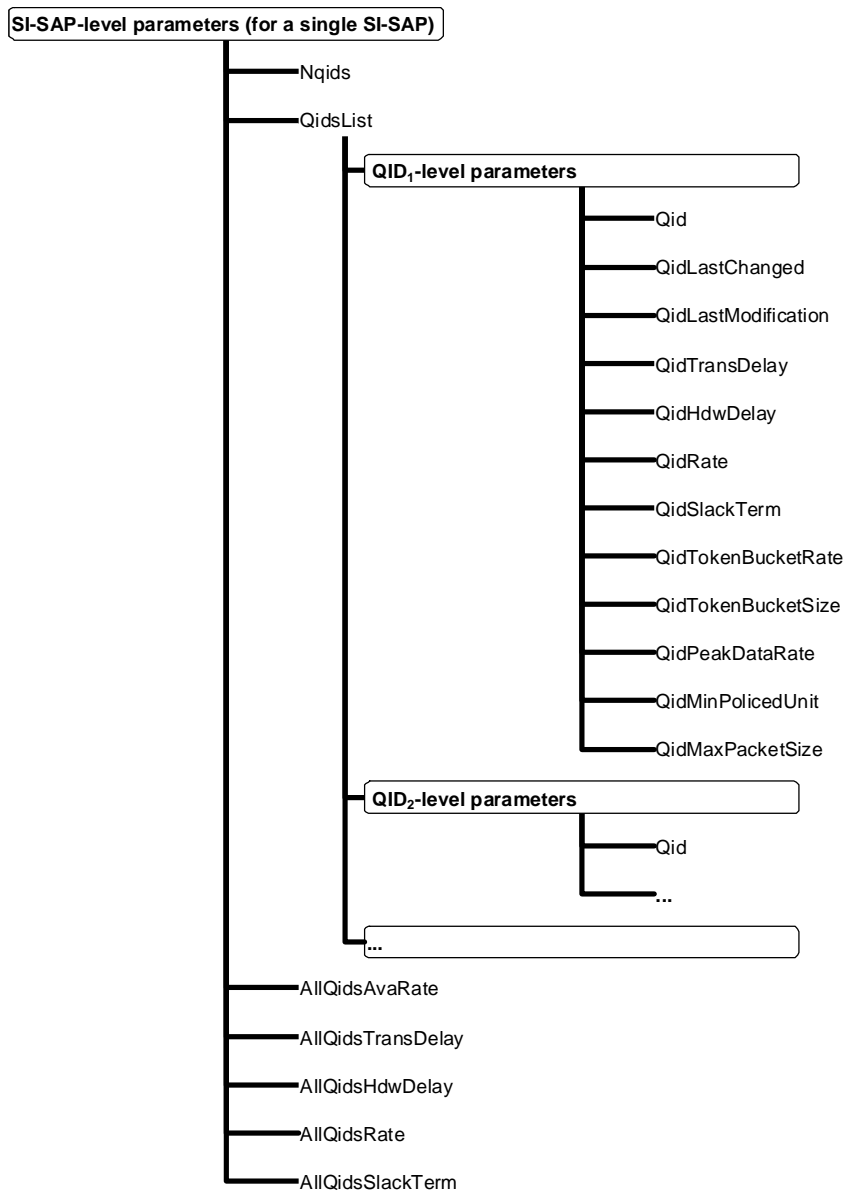 SI-SAP-level parameters (for a single SI-SAP)
Nqids
QidsList
QID₁-level parameters
Qid
QidLastChanged
QidLastModification
QidTransDelay
QidHdwDelay
QidRate
QidSlackTerm
QidTokenBucketRate
QidTokenBucketSize
QidPeakDataRate
QidMinPolicedUnit
QidMaxPacketSize
QID₂-level parameters
Qid
...
...
AllQidsAvaRate
AllQidsTransDelay
AllQidsHdwDelay
AllQidsRate
AllQidsSlackTerm